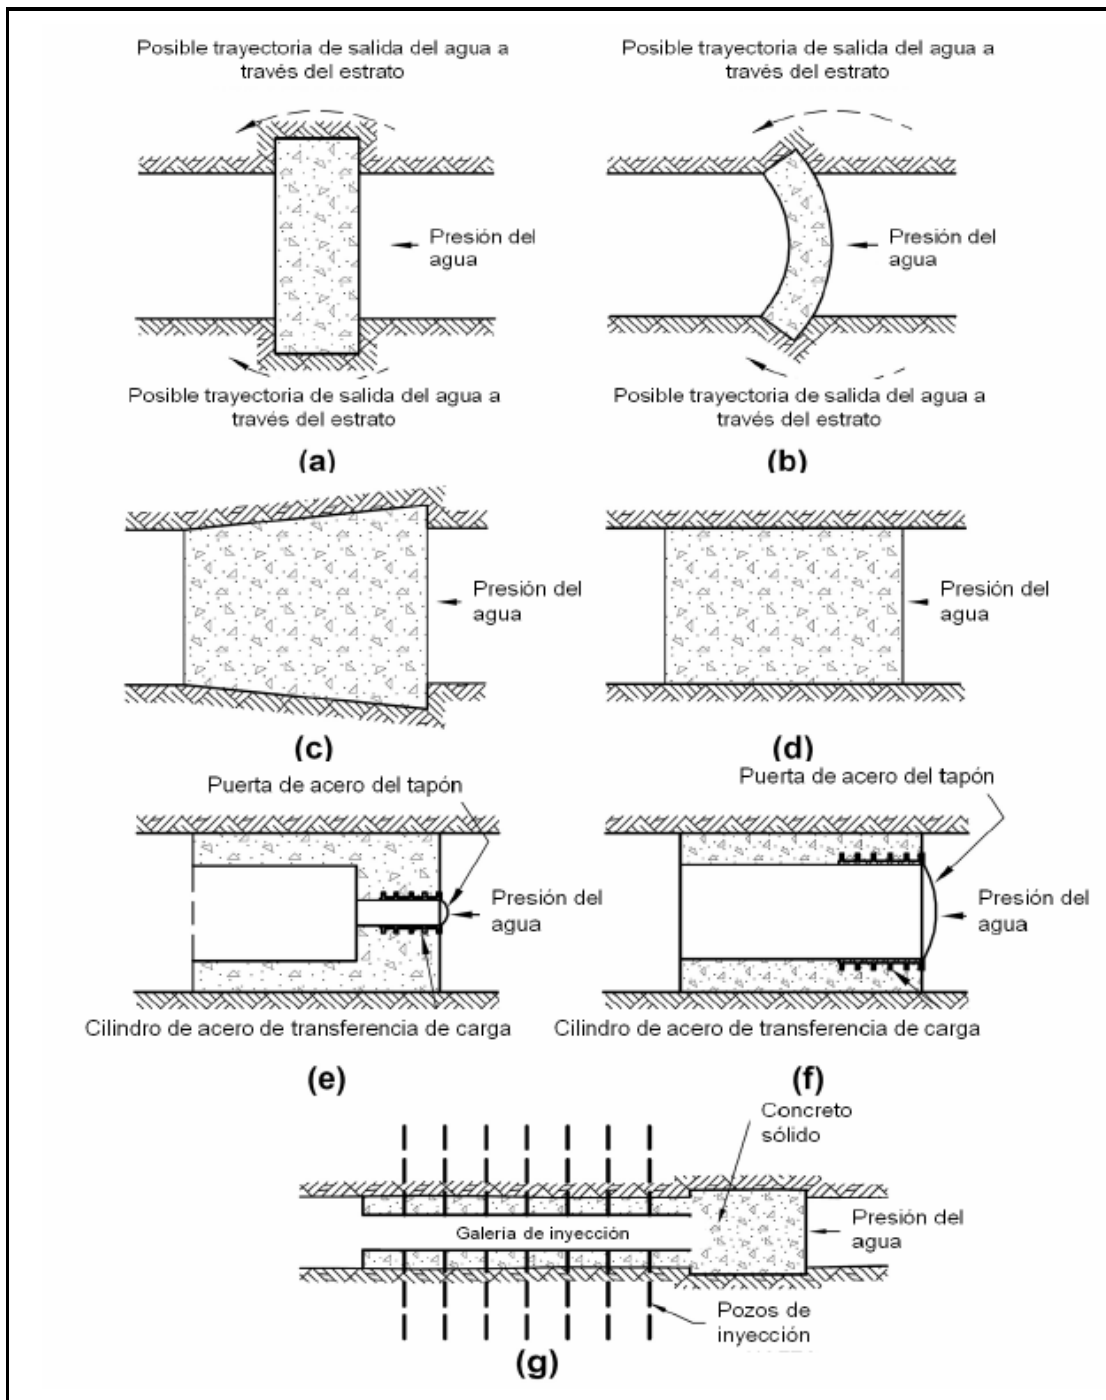 Posible trayectoria de salida del agua a
través del estrato
Presión del
agua
Posible trayectoria de salida del agua a
través del estrato
(a)
Posible trayectoria de salida del agua a
través del estrato
Presión del
agua
Posible trayectoria de salida del agua a
través del estrato
(b)
Presión del
agua
(c)
Presión del
agua
(d)
Puerta de acero del tapón
Presión del
agua
Cilindro de acero de transferencia de carga
(e)
Puerta de acero del tapón
Presión del
agua
Cilindro de acero de transferencia de carga
(f)
Concreto
sólido
Galeria de inyección
Presión del
agua
Pozos de
inyección
(g)